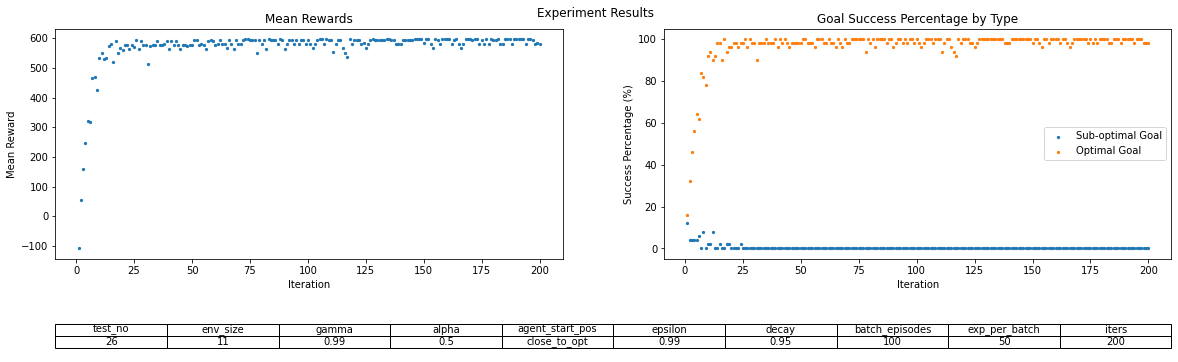 Experiment Results
Mean Rewards
Mean Reward
600
500
400
300
200
100
0
−100
0 25 50 75 100 125 150 175 200
Iteration
Goal Success Percentage by Type
Success Percentage (%)
100
80
60
40
20
0
Sub-optimal Goal
Optimal Goal
0 25 50 75 100 125 150 175 200
Iteration
test_no env_size gamma alpha agent_start_pos epsilon decay batch_episodes exp_per_batch iters
26 11 0.99 0.5 close_to_opt 0.99 0.95 100 50 200